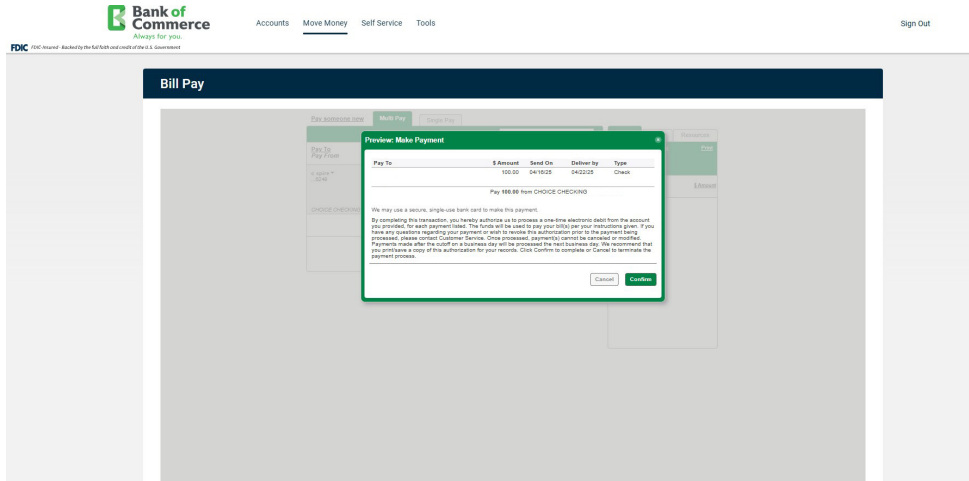 Bank of
Commerce
Always for you.
Accounts Move Money Self Service Tools
Sign Out
FDIC FDIC-Insured - Backed by the full faith and credit of the U.S. Government
Bill Pay
Pay someone new Multi Pay Single Pay
Pay To
Pay From
Preview: Make Payment
Pay To $ Amount Send On Deliver by Type
100.00 04/16/25 04/22/25 Check
Pay 100.00 from CHOICE CHECKING
$ Amount
CHOICE CHECKING
We may use a secure, single-use bank card to make this payment.
By completing this transaction, you hereby authorize us to process a one-time electronic debit from the account
you provided, for each payment listed. The funds will be used to pay your bill(s) per your instructions given. If you
have any questions regarding your payment or wish to revoke this authorization prior to the payment being
processed, please contact Customer Service. Once processed, payment(s) cannot be canceled or modified.
Payments made after the cutoff on a business day will be processed the next business day. We recommend that
you print/save a copy of this authorization for your records. Click Confirm to complete or Cancel to terminate the
payment process.
Cancel Confirm